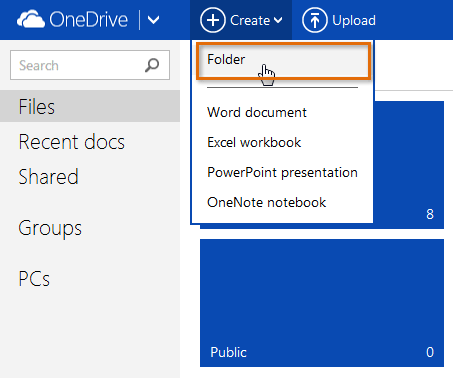 OneDrive
Create
Upload
Search
Folder
Files
Recent docs
Shared
Groups
PCs
Word document
Excel workbook
PowerPoint presentation
OneNote notebook
8
Public 0